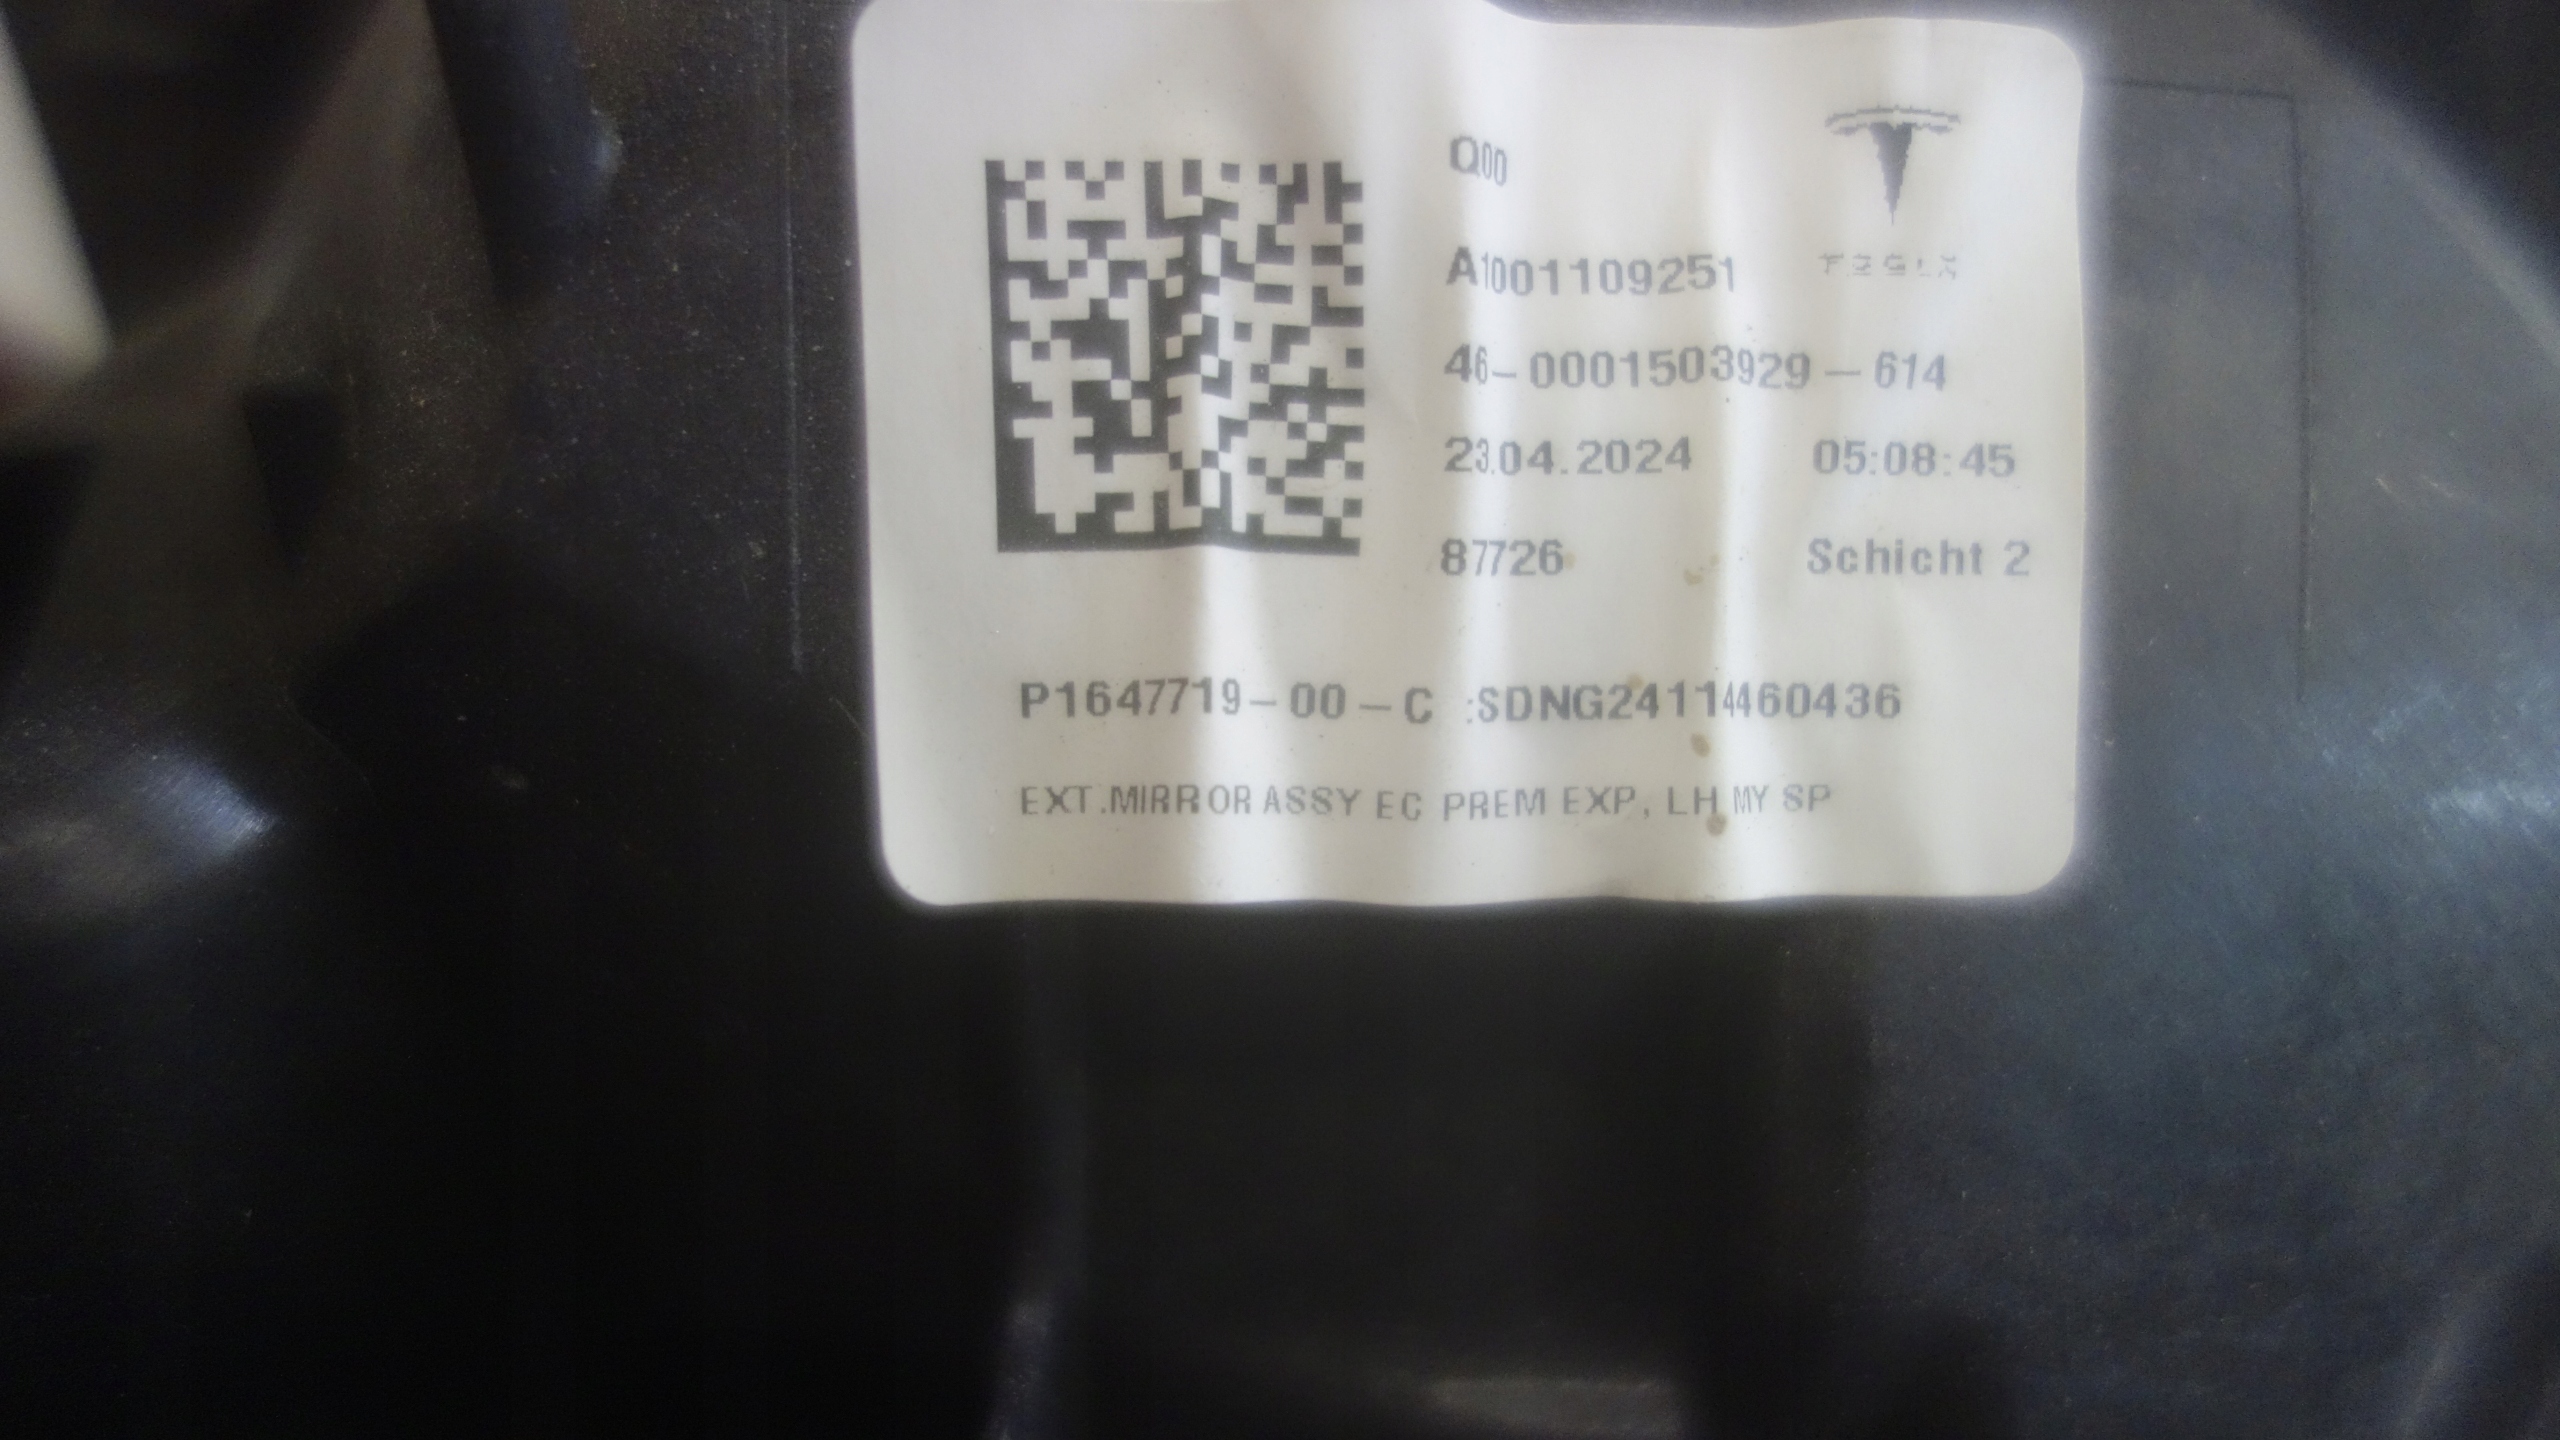 Q00
TESLA
A1001109251
46-0001503929-614
23.04.2024 05:08:45
87726 Schicht 2
P1647719-00-C :SDNG24114460436
EXT.MIRROR ASSY EC PREM EXP, LH MY SP